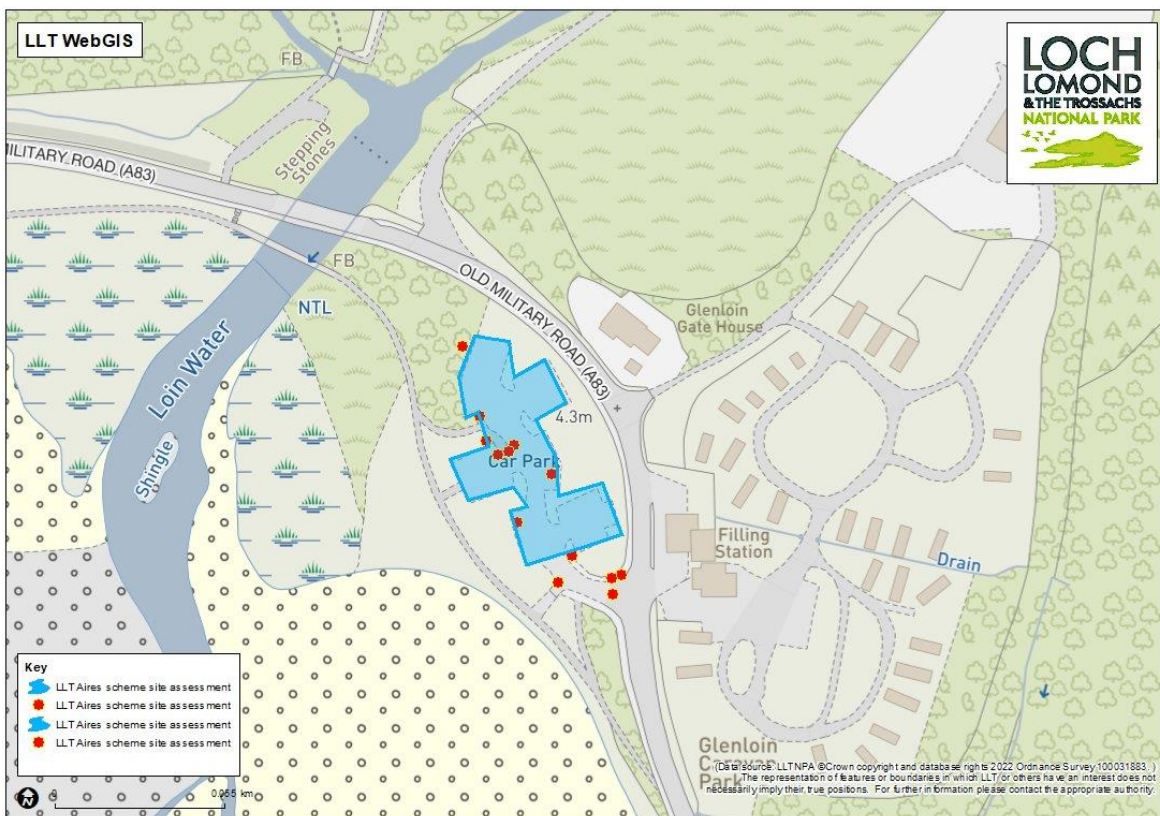 LLT WebGIS
LOCH
LOMOND
& THE TROSSACHS
NATIONAL PARK
FB
Stepping
Stones
MILITARY ROAD (A83)
OLD MILITARY ROAD (A83)
FB
NTL
Loin Water
Shingle
Glenloin
Gate House
4.3m
Car Park
Filling
Station
Drain
Glenloin
Caravan
Park
Key
LLT Aires scheme site assessment
LLT Aires scheme site assessment
LLT Aires scheme site assessment
LLT Aires scheme site assessment
N
0
0.055 km
(Data source: LLTNPA ©Crown copyright and database rights 2022 Ordnance Survey 100031883. )
The representation of features or boundaries in which LLT or others have an interest does not
necessarily imply their true positions. For further information please contact the appropriate authority.